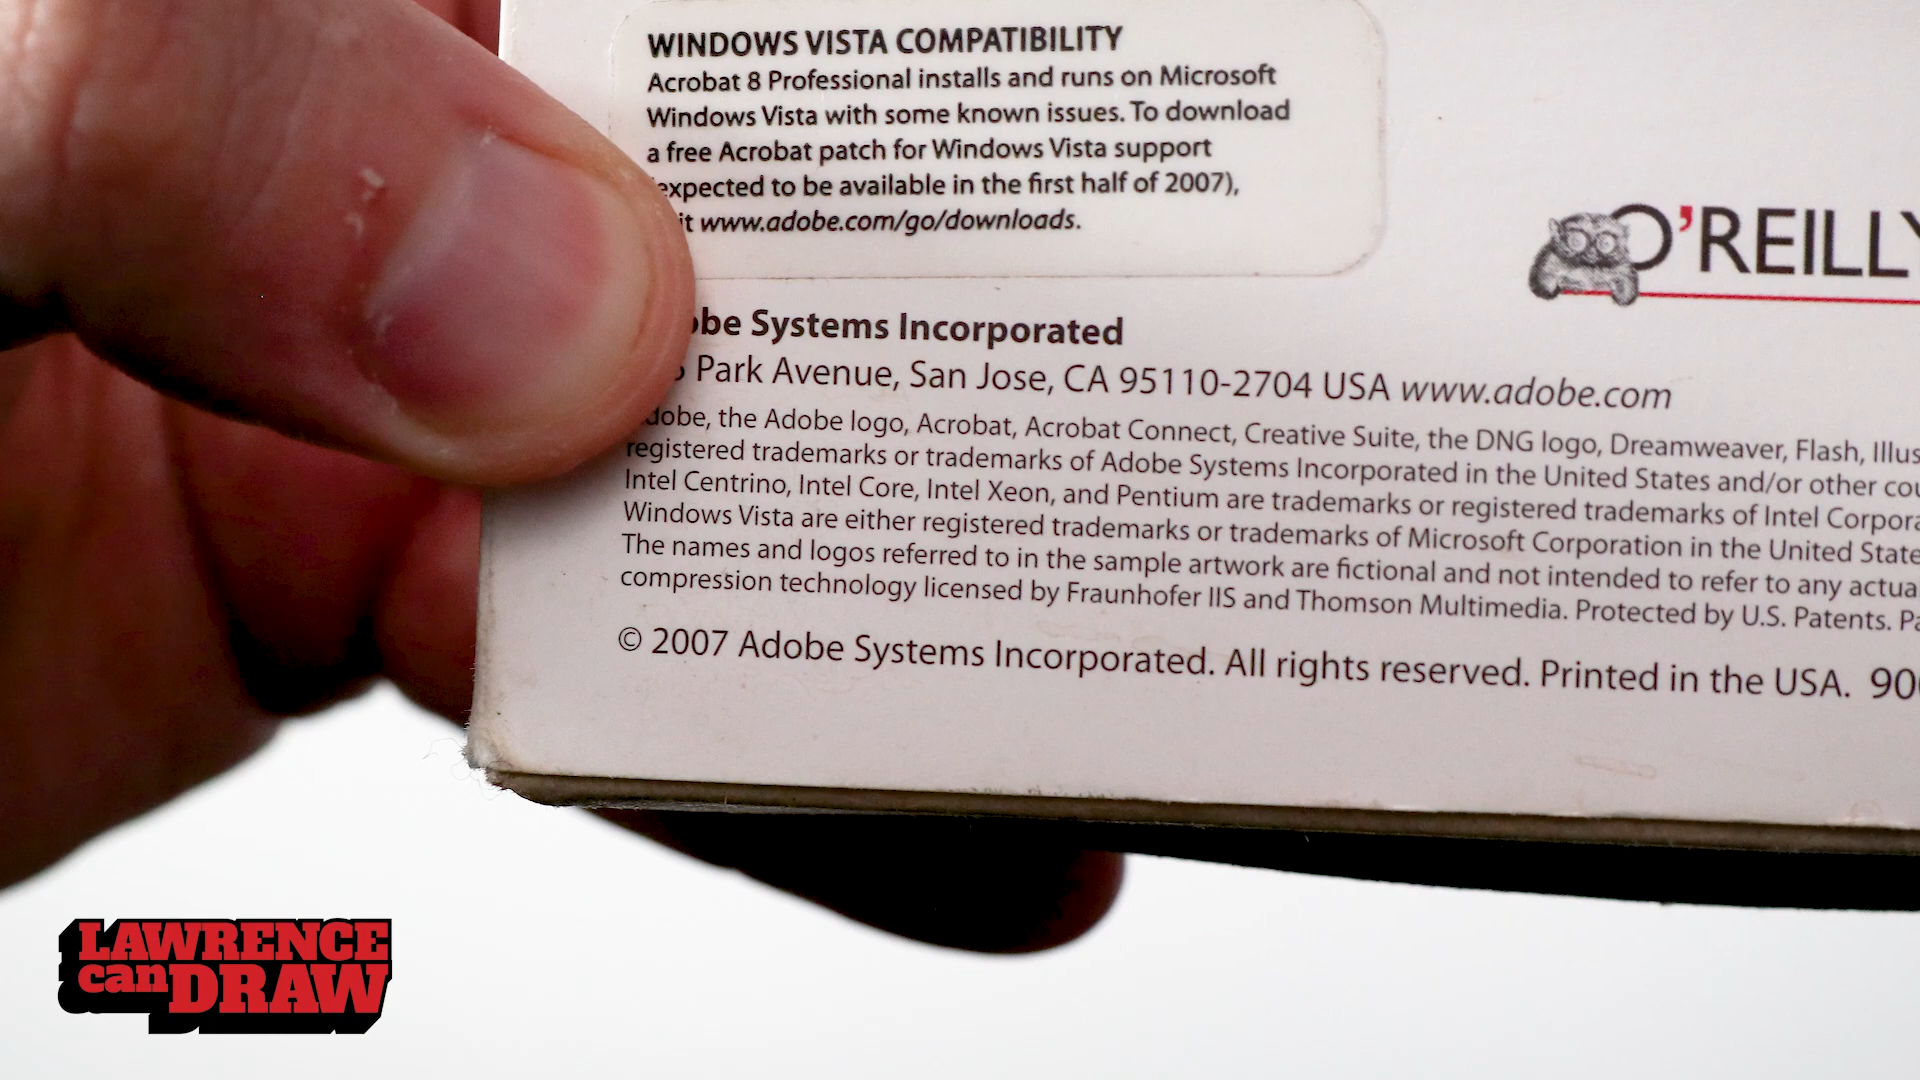 WINDOWS VISTA COMPATIBILITY
Acrobat 8 Professional installs and runs on Microsoft
Windows Vista with some known issues. To download
a free Acrobat patch for Windows Vista support
expected to be available in the first half of 2007),
www.adobe.com/go/downloads.
O'REILLY
Systems Incorporated
Park Avenue, San Jose, CA 95110-2704 USA www.adobe.com
dobe, the Adobe logo, Acrobat, Acrobat Connect, Creative Suite, the DNG logo, Dreamweaver, Flash, Illus
registered trademarks or trademarks of Adobe Systems Incorporated in the United States and/or other cou
Intel Centrino, Intel Core, Intel Xeon, and Pentium are trademarks or registered trademarks of Intel Corpora
Windows Vista are either registered trademarks or trademarks of Microsoft Corporation in the United State
The names and logos referred to in the sample artwork are fictional and not intended to refer to any actua
compression technology licensed by Fraunhofer IIS and Thomson Multimedia. Protected by U.S. Patents. Pa
© 2007 Adobe Systems Incorporated. All rights reserved. Printed in the USA. 90
LAWRENCE
can DRAW